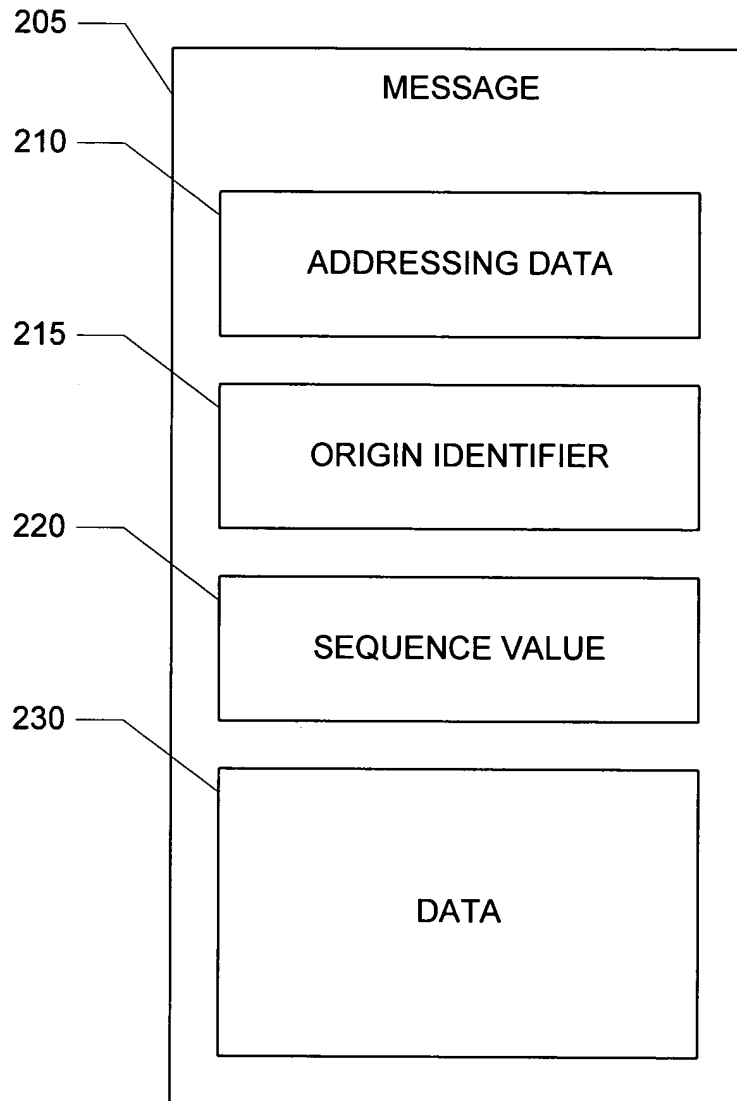 205
MESSAGE
210
ADDRESSING DATA
215
ORIGIN IDENTIFIER
220
SEQUENCE VALUE
230
DATA